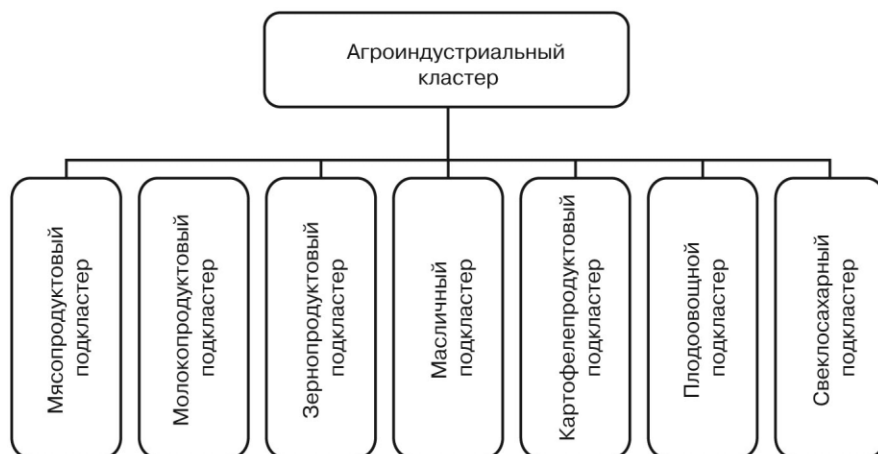 Агроиндустриальный
кластер
Мясопродуктовый
подкластер
Молокопродуктовый
подкластер
Зернопродуктовый
подкластер
Масличный
подкластер
Картофелепродуктовый
подкластер
Плодоовощной
подкластер
Свеклосахарный
подкластер